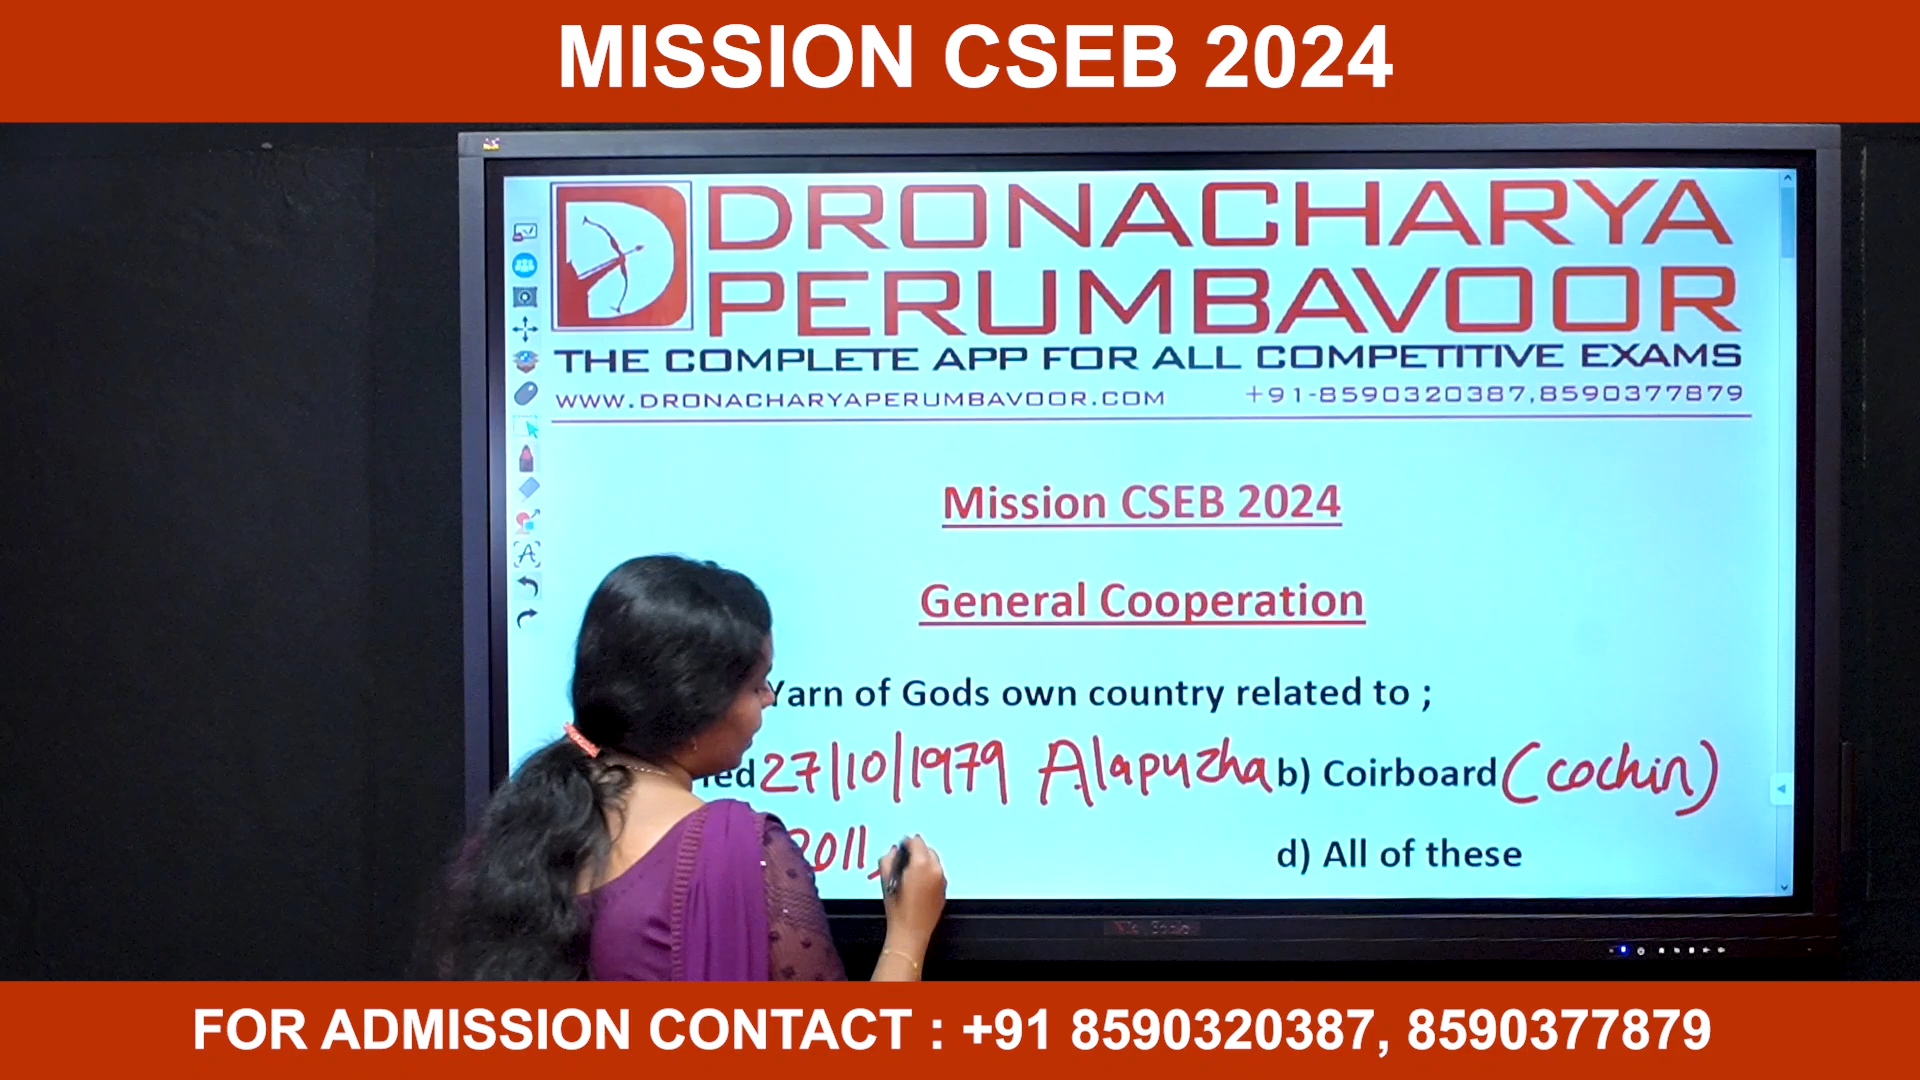 MISSION CSEB 2024
DRONACHARYA
PERUMBAVOOR
THE COMPLETE APP FOR ALL COMPETITIVE EXAMS
WWW.DRONACHARYAPERUMBAVOOR.COM +91-8590320387,8590377879
Mission CSEB 2024
General Cooperation
Yarn of Gods own country related to ;
27/10/1979 Alapuzha b) Coirboard (cochin)
2011, d) All of these
FOR ADMISSION CONTACT : +91 8590320387, 8590377879